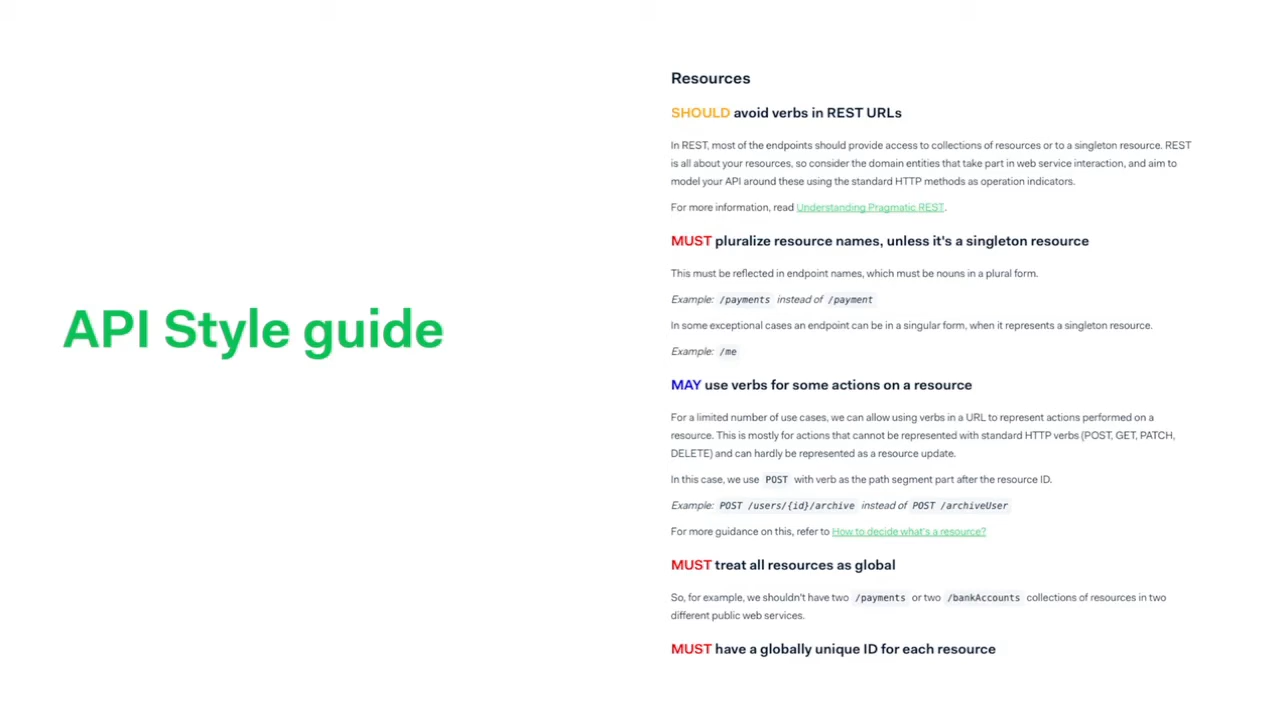 API Style guide
Resources
SHOULD avoid verbs in REST URLs
In REST, most of the endpoints should provide access to collections of resources or to a singleton resource. REST
is all about your resources, so consider the domain entities that take part in web service interaction, and aim to
model your API around these using the standard HTTP methods as operation indicators.
For more information, read Understanding Pragmatic REST.
MUST pluralize resource names, unless it's a singleton resource
This must be reflected in endpoint names, which must be nouns in a plural form.
Example: /payments instead of /payment
In some exceptional cases an endpoint can be in a singular form, when it represents a singleton resource.
Example: /me
MAY use verbs for some actions on a resource
For a limited number of use cases, we can allow using verbs in a URL to represent actions performed on a
resource. This is mostly for actions that cannot be represented with standard HTTP verbs (POST, GET, PATCH,
DELETE) and can hardly be represented as a resource update.
In this case, we use POST with verb as the path segment part after the resource ID.
Example: POST /users/{id}/archive instead of POST /archiveUser
For more guidance on this, refer to How to decide what's a resource?
MUST treat all resources as global
So, for example, we shouldn't have two /payments or two /bankAccounts collections of resources in two
different public web services.
MUST have a globally unique ID for each resource